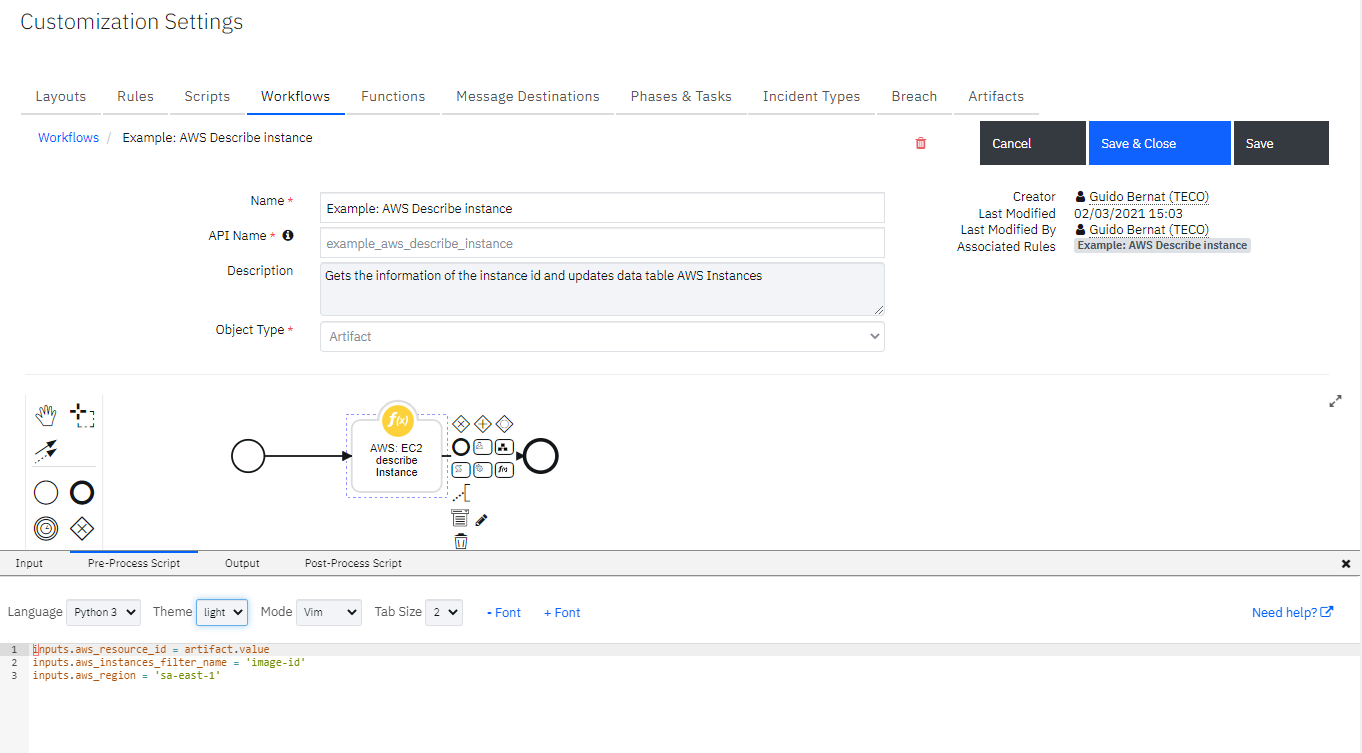 Customization Settings
Layouts Rules Scripts Workflows Functions Message Destinations Phases & Tasks Incident Types Breach Artifacts
Workflows / Example: AWS Describe instance
Cancel Save & Close Save
Name * Example: AWS Describe instance
API Name * example_aws_describe_instance
Description Gets the information of the instance id and updates data table AWS Instances
Object Type * Artifact
Creator Guido Bernat (TECO)
Last Modified 02/03/2021 15:03
Last Modified By Guido Bernat (TECO)
Associated Rules Example: AWS Describe instance
f(x)
AWS: EC2
describe
Instance
Input Pre-Process Script Output Post-Process Script
Language Python 3 Theme light Mode Vim Tab Size 2 - Font + Font Need help?
1 inputs.aws_resource_id = artifact.value
2 inputs.aws_instances_filter_name = 'image-id'
3 inputs.aws_region = 'sa-east-1'